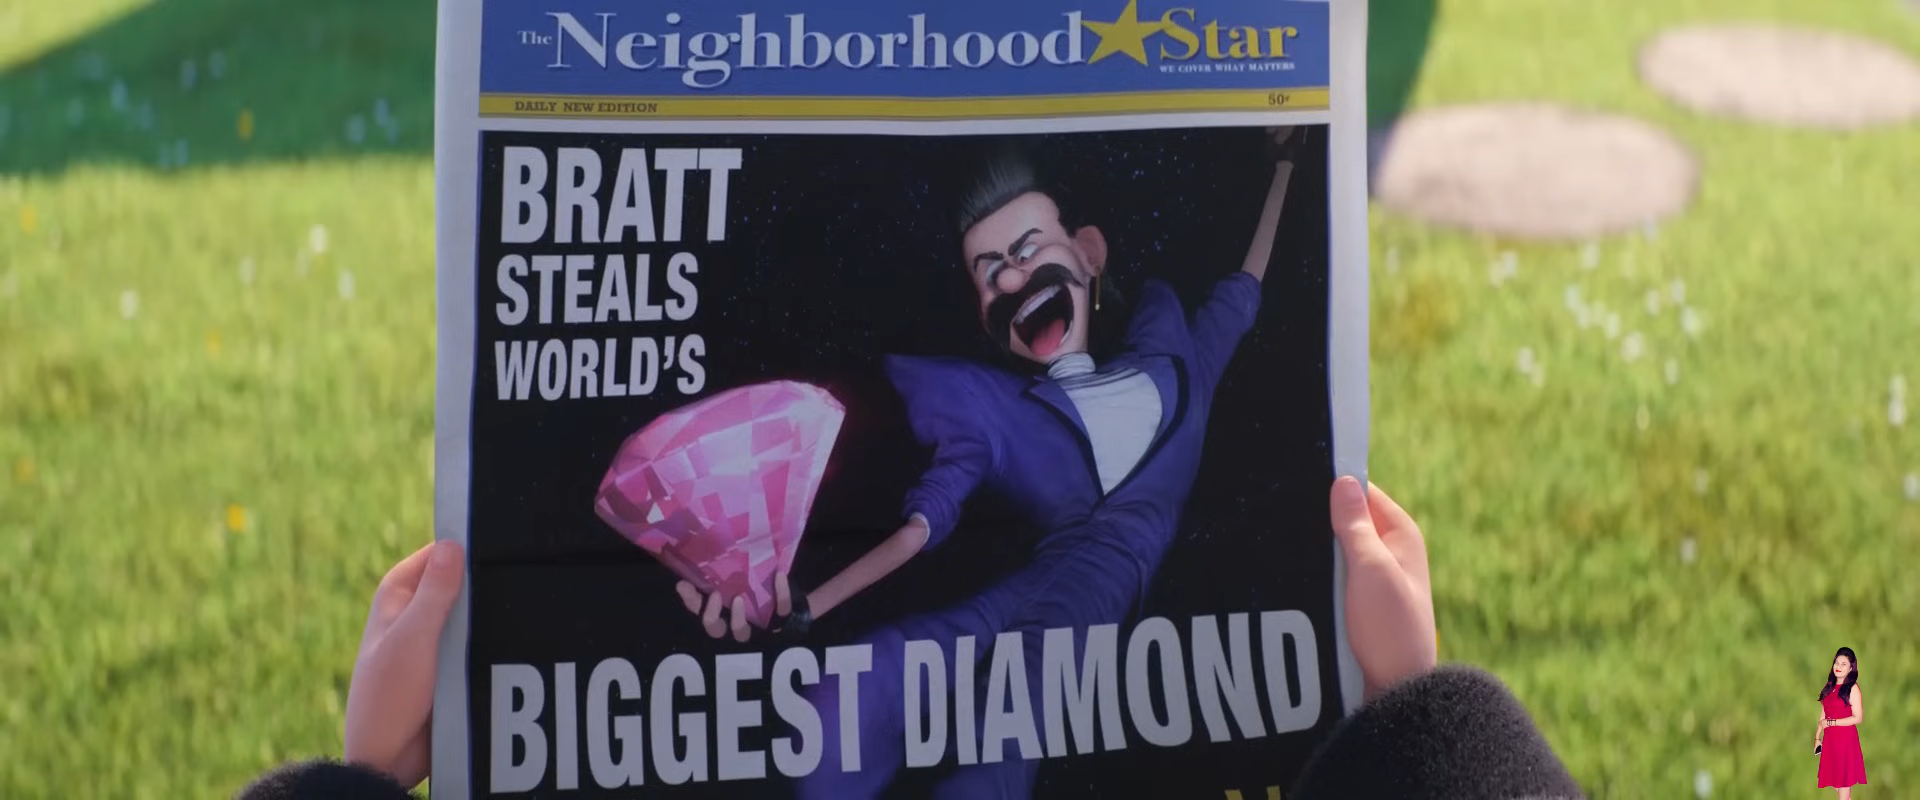 The Neighborhood Star
WE COVER WHAT MATTERS
DAILY NEW EDITION 50¢
BRATT
STEALS
WORLD'S
BIGGEST DIAMOND